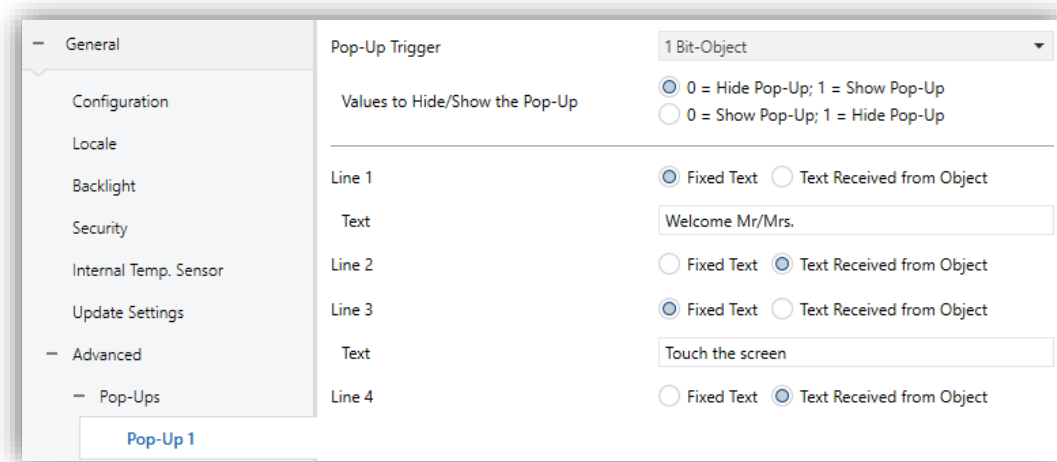 General
Configuration
Locale
Backlight
Security
Internal Temp. Sensor
Update Settings
Advanced
Pop-Ups
Pop-Up 1
Pop-Up Trigger 1 Bit-Object
Values to Hide/Show the Pop-Up
0 = Hide Pop-Up; 1 = Show Pop-Up
0 = Show Pop-Up; 1 = Hide Pop-Up
Line 1 Fixed Text Text Received from Object
Text Welcome Mr/Mrs.
Line 2 Fixed Text Text Received from Object
Line 3 Fixed Text Text Received from Object
Text Touch the screen
Line 4 Fixed Text Text Received from Object